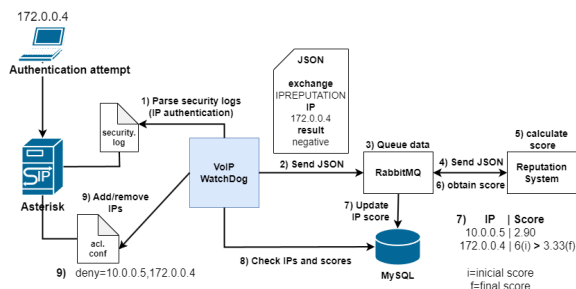 172.0.0.4
Authentication attempt
1) Parse security logs
(IP authentication)
security.
log
SIP
Asterisk
9) Add/remove
IPs
acl.
conf
9) deny=10.0.0.5,172.0.0.4
VoIP
WatchDog
JSON
exchange
IPREPUTATION
IP
172.0.0.4
result
negative
2) Send JSON
3) Queue data
RabbitMQ
4) Send JSON
6) obtain score
5) calculate
score
Reputation
System
7) Update
IP score
8) Check IPs and scores
MySQL
7) IP | Score
10.0.0.5 | 2.90
172.0.0.4 | 6(i) > 3.33(f)
i=inicial score
f=final score